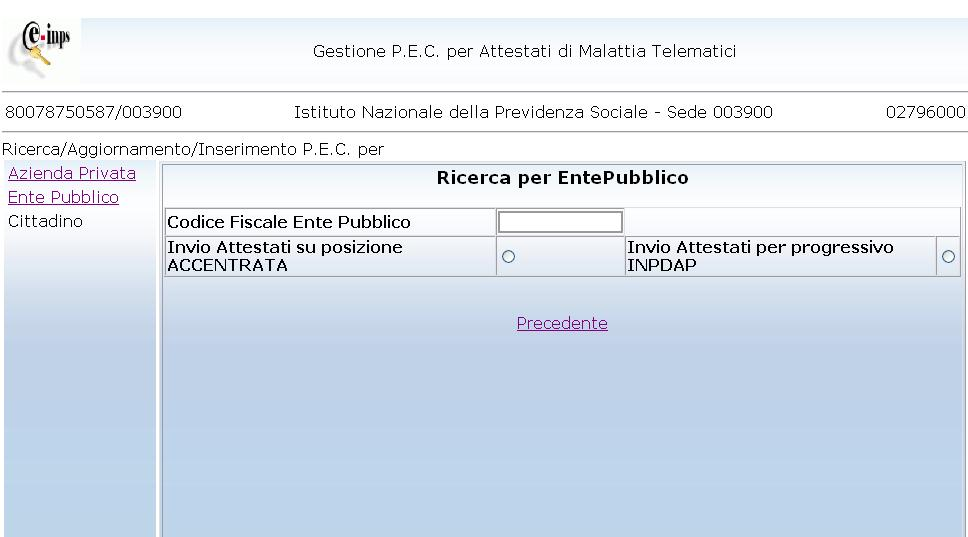 e-inps
Gestione P.E.C. per Attestati di Malattia Telematici
80078750587/003900 Istituto Nazionale della Previdenza Sociale - Sede 003900 02796000
Ricerca/Aggiornamento/Inserimento P.E.C. per
Azienda Privata
Ente Pubblico
Cittadino
Ricerca per EntePubblico
Codice Fiscale Ente Pubblico
Invio Attestati su posizione
ACCENTRATA
Invio Attestati per progressivo
INPDAP
Precedente